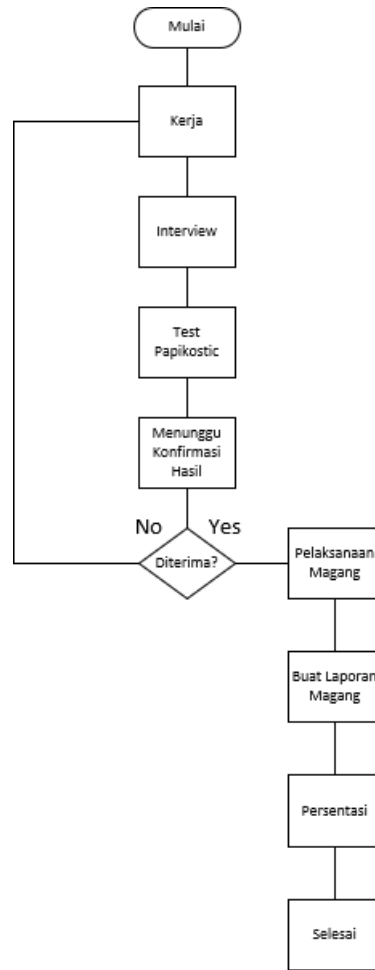 Mulai
Kerja
Interview
Test
Papikostic
Menunggu
Konfirmasi
Hasil
No
Yes
Diterima?
Pelaksanaan
Magang
Buat Laporan
Magang
Persentasi
Selesai